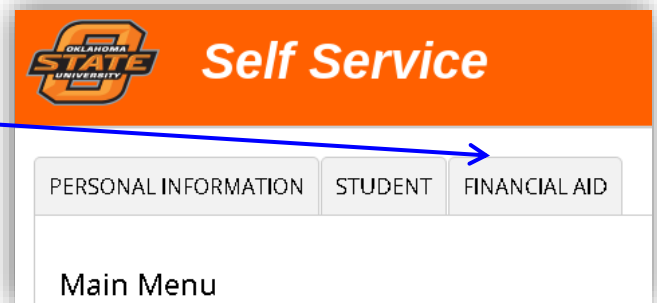 OKLAHOMA
STATE
UNIVERSITY
Self Service
PERSONAL INFORMATION STUDENT FINANCIAL AID
Main Menu